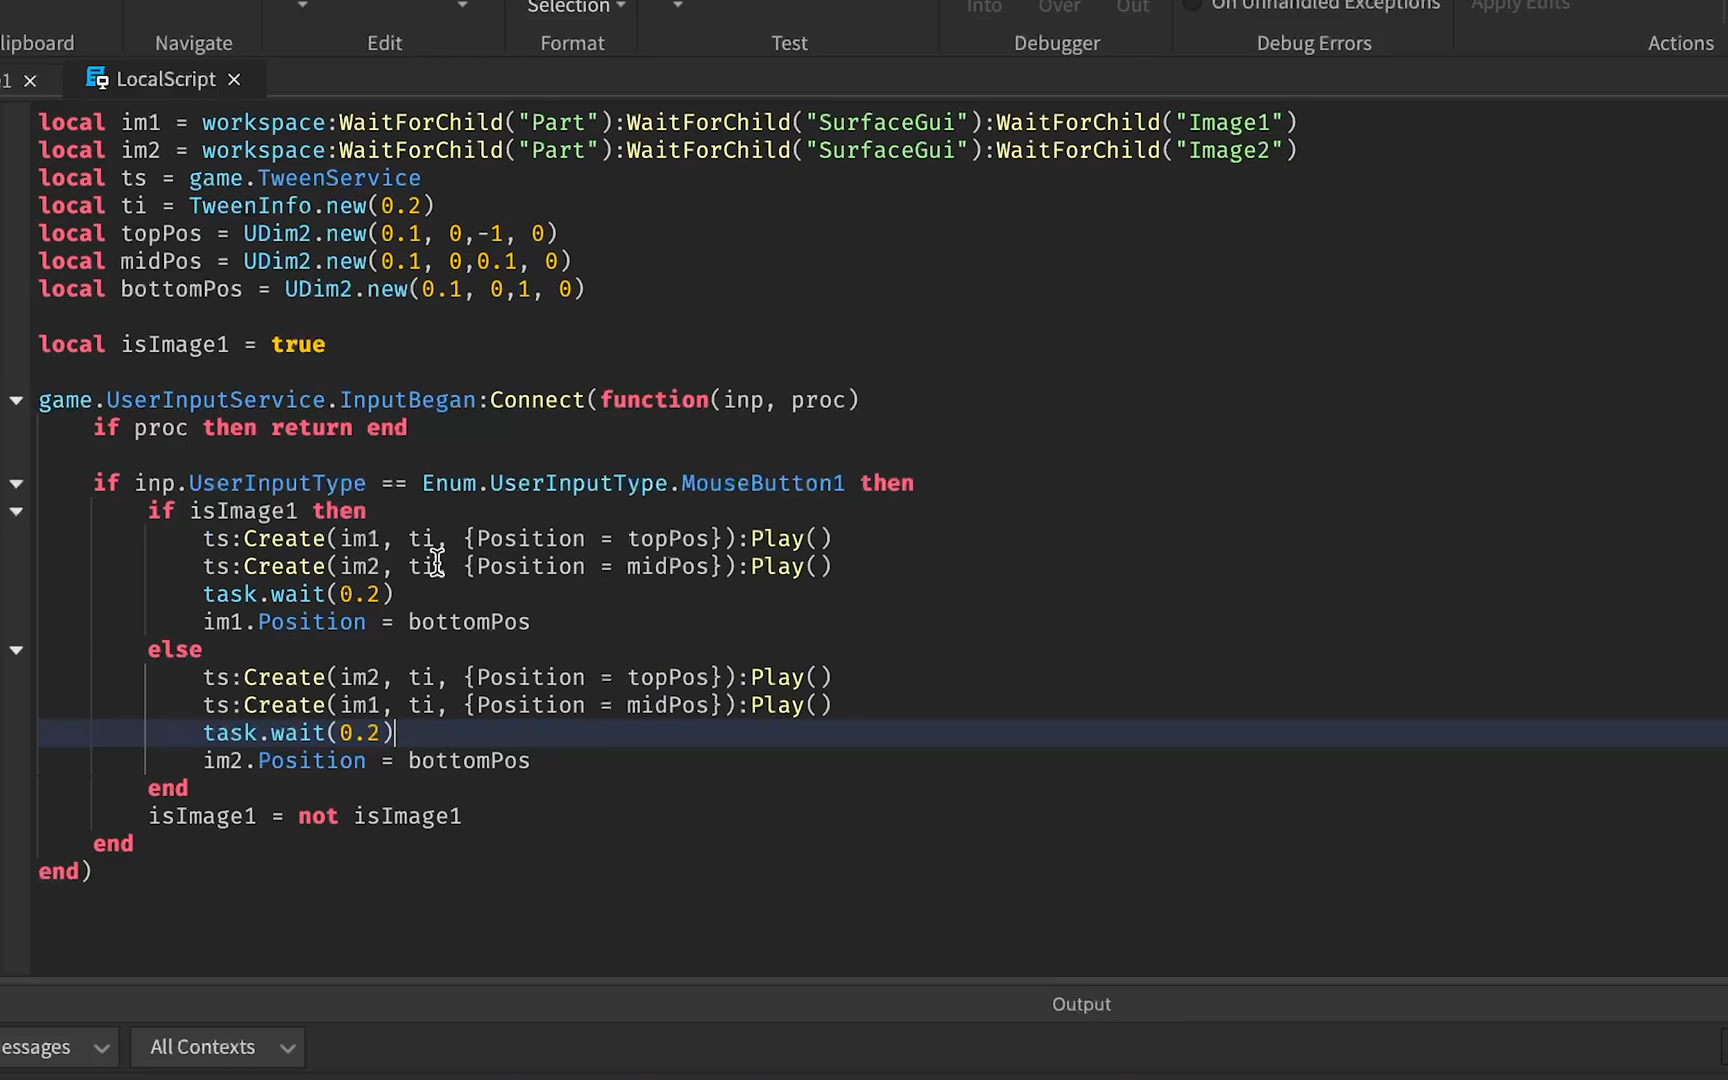 Selection
Into Over Out
On Unhandled Exceptions
Apply Edits
lipboard
Navigate
Edit
Format
Test
Debugger
Debug Errors
Actions
1 ×
LocalScript ×
local im1 = workspace:WaitForChild("Part"):WaitForChild("SurfaceGui"):WaitForChild("Image1")
local im2 = workspace:WaitForChild("Part"):WaitForChild("SurfaceGui"):WaitForChild("Image2")
local ts = game.TweenService
local ti = TweenInfo.new(0.2)
local topPos = UDim2.new(0.1, 0,-1, 0)
local midPos = UDim2.new(0.1, 0,0.1, 0)
local bottomPos = UDim2.new(0.1, 0,1, 0)
local isImage1 = true
game.UserInputService.InputBegan:Connect(function(inp, proc)
if proc then return end
if inp.UserInputType == Enum.UserInputType.MouseButton1 then
if isImage1 then
ts:Create(im1, ti, {Position = topPos}):Play()
ts:Create(im2, ti, {Position = midPos}):Play()
task.wait(0.2)
im1.Position = bottomPos
else
ts:Create(im2, ti, {Position = topPos}):Play()
ts:Create(im1, ti, {Position = midPos}):Play()
task.wait(0.2)
im2.Position = bottomPos
end
isImage1 = not isImage1
end
end)
Output
essages
All Contexts